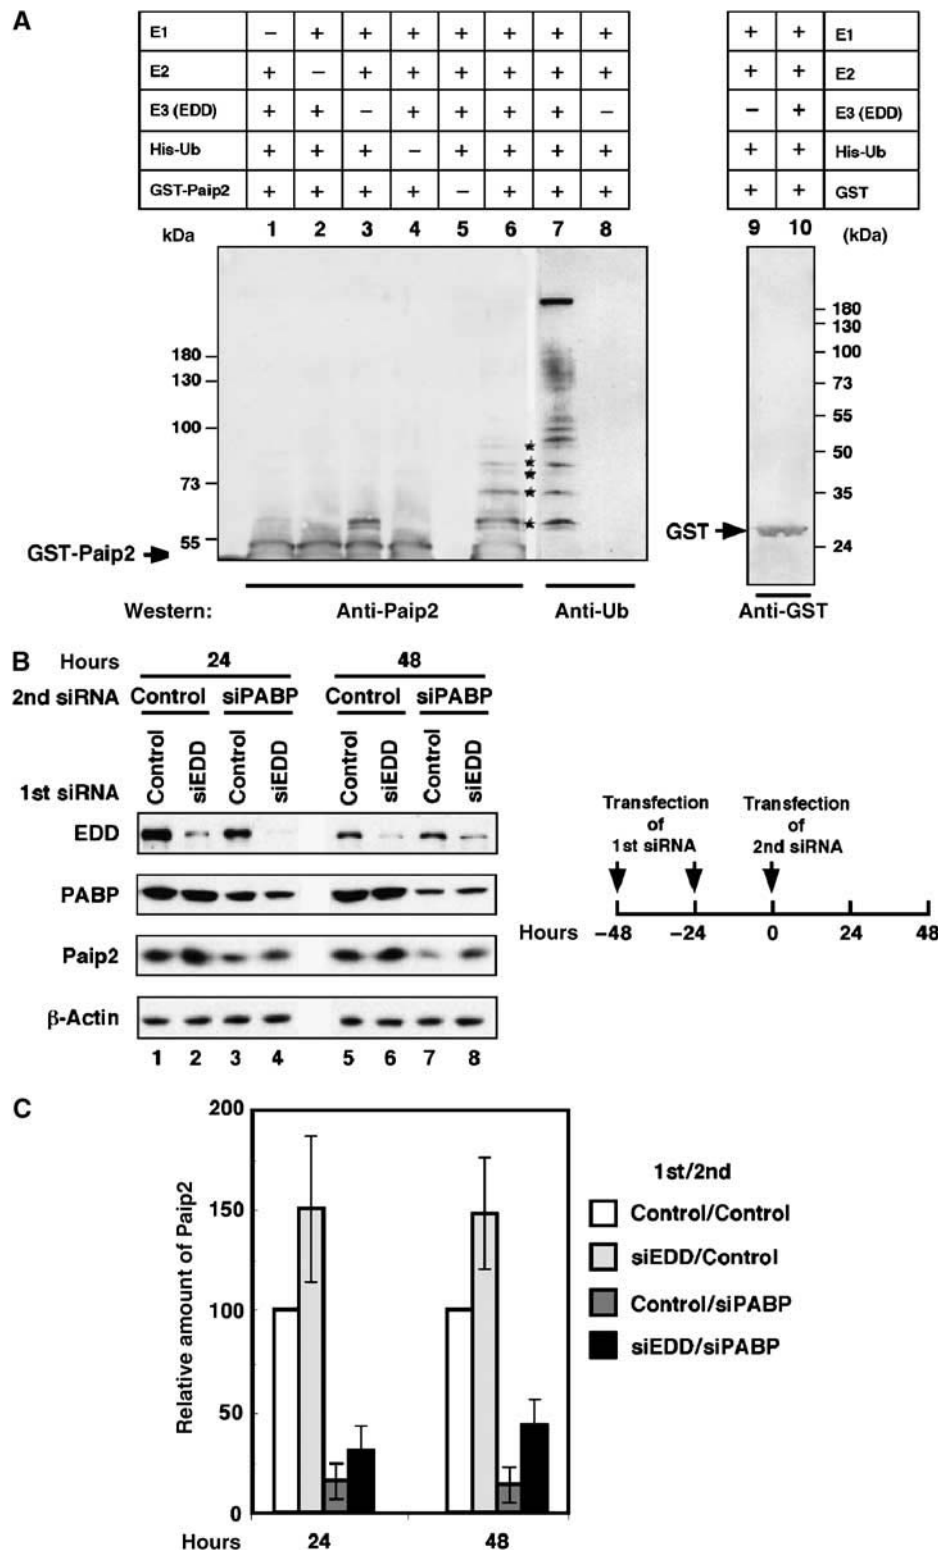 A
E1 – + + + + + + +
E2 + – + + + + + +
E3 (EDD) + + – + + + + –
His-Ub + + + – + + + +
GST-Paip2 + + + + – + + +
kDa 1 2 3 4 5 6 7 8
180
130
100
73
55
GST-Paip2
Western: Anti-Paip2 Anti-Ub
+ + E1
+ + E2
– + E3 (EDD)
+ + His-Ub
+ + GST
9 10 (kDa)
180
130
100
73
55
50
35
24
GST
Anti-GST
B
Hours 24 48
2nd siRNA Control siPABP Control siPABP
1st siRNA Control siEDD Control siEDD Control siEDD Control siEDD
EDD
PABP
Paip2
β-Actin
1 2 3 4 5 6 7 8
Transfection of 1st siRNA
Transfection of 2nd siRNA
Hours –48 –24 0 24 48
C
Relative amount of Paip2
200
150
100
50
0
Hours 24 48
1st/2nd
Control/Control
siEDD/Control
Control/siPABP
siEDD/siPABP